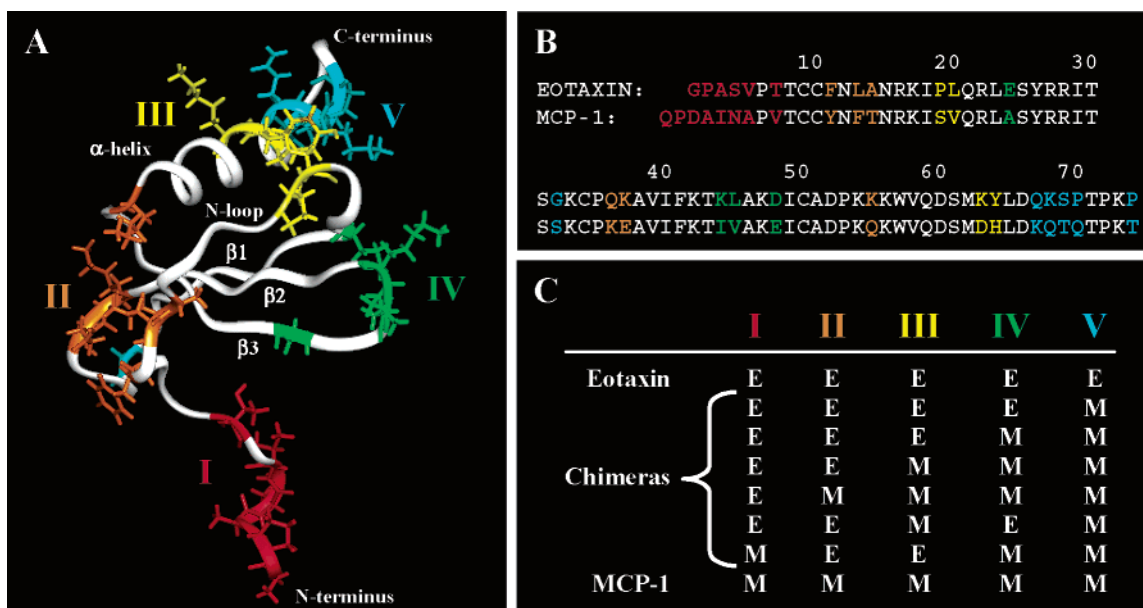 A
C-terminus
III
V
α-helix
N-loop
β1
II
β2
IV
β3
I
N-terminus
B
10 20 30
EOTAXIN: GPASVPTTCCFNLANRKIPLQRLESYRRIT
MCP-1: QPDAINAPVTCCYNFTNRKISVQRLASYRRIT
40 50 60 70
SGKCPQKAVIFKTKLAKDICADPKKKWVQDSMKYLDQKSPTPKP
SSKCPKEAVIFKTIVAKEICADPKQKWVQDSMDHLDKQTQTPKT
C
I II III IV V
Eotaxin E E E E E
E E E E M
E E E M M
Chimeras E E M M M
E M M M M
E E M E M
M E E M M
MCP-1 M M M M M